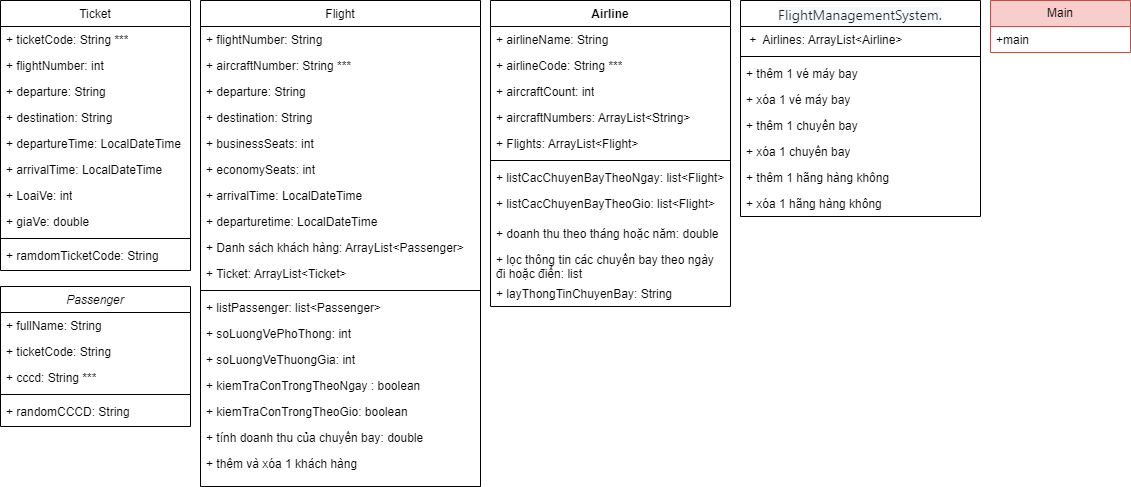 Ticket
+ ticketCode: String ***
+ flightNumber: int
+ departure: String
+ destination: String
+ departureTime: LocalDateTime
+ arrivalTime: LocalDateTime
+ LoaiVe: int
+ giaVe: double
+ ramdomTicketCode: String
Passenger
+ fullName: String
+ ticketCode: String
+ cccd: String ***
+ randomCCCD: String
Flight
+ flightNumber: String
+ aircraftNumber: String ***
+ departure: String
+ destination: String
+ businessSeats: int
+ economySeats: int
+ arrivalTime: LocalDateTime
+ departuretime: LocalDateTime
+ Danh sách khách hàng: ArrayList<Passenger>
+ Ticket: ArrayList<Ticket>
+ listPassenger: list<Passenger>
+ soLuongVePhoThong: int
+ soLuongVeThuongGia: int
+ kiemTraConTrongTheoNgay : boolean
+ kiemTraConTrongTheoGio: boolean
+ tính doanh thu của chuyến bay: double
+ thêm và xóa 1 khách hàng
Airline
+ airlineName: String
+ airlineCode: String ***
+ aircraftCount: int
+ aircraftNumbers: ArrayList<String>
+ Flights: ArrayList<Flight>
+ listCacChuyenBayTheoNgay: list<Flight>
+ listCacChuyenBayTheoGio: list<Flight>
+ doanh thu theo tháng hoặc năm: double
+ lọc thông tin các chuyến bay theo ngày
đi hoặc điến: list
+ layThongTinChuyenBay: String
FlightManagementSystem.
+ Airlines: ArrayList<Airline>
+ thêm 1 vé máy bay
+ xóa 1 vé máy bay
+ thêm 1 chuyến bay
+ xóa 1 chuyến bay
+ thêm 1 hãng hàng không
+ xóa 1 hãng hàng không
Main
+main